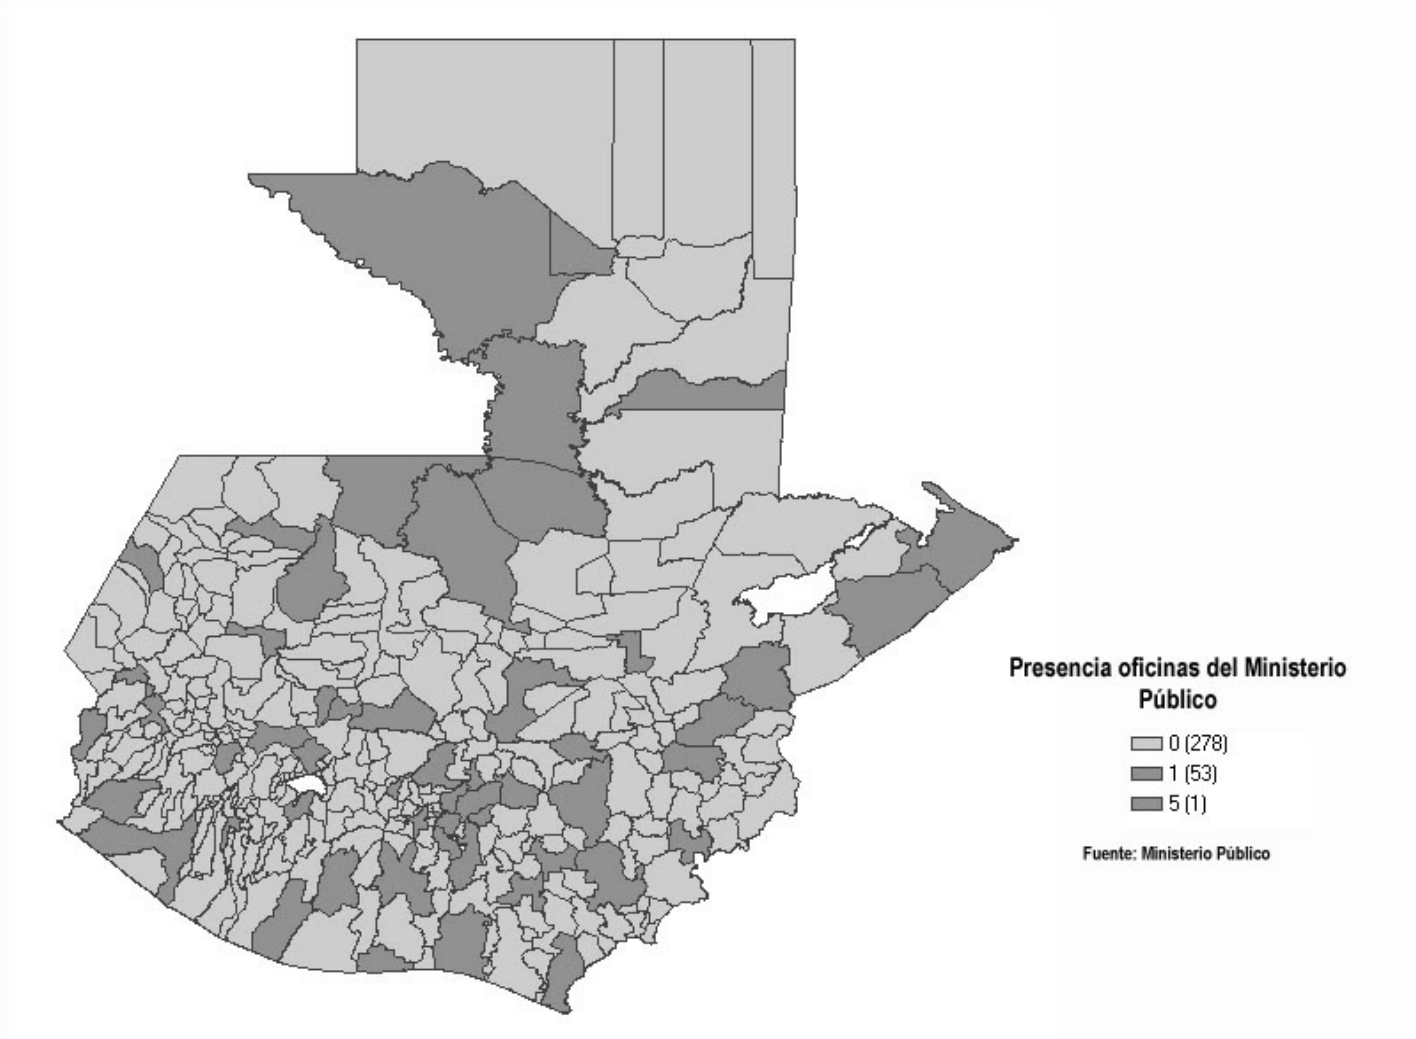 Presencia oficinas del Ministerio
Público
0 (278)
1 (53)
5 (1)
Fuente: Ministerio Público